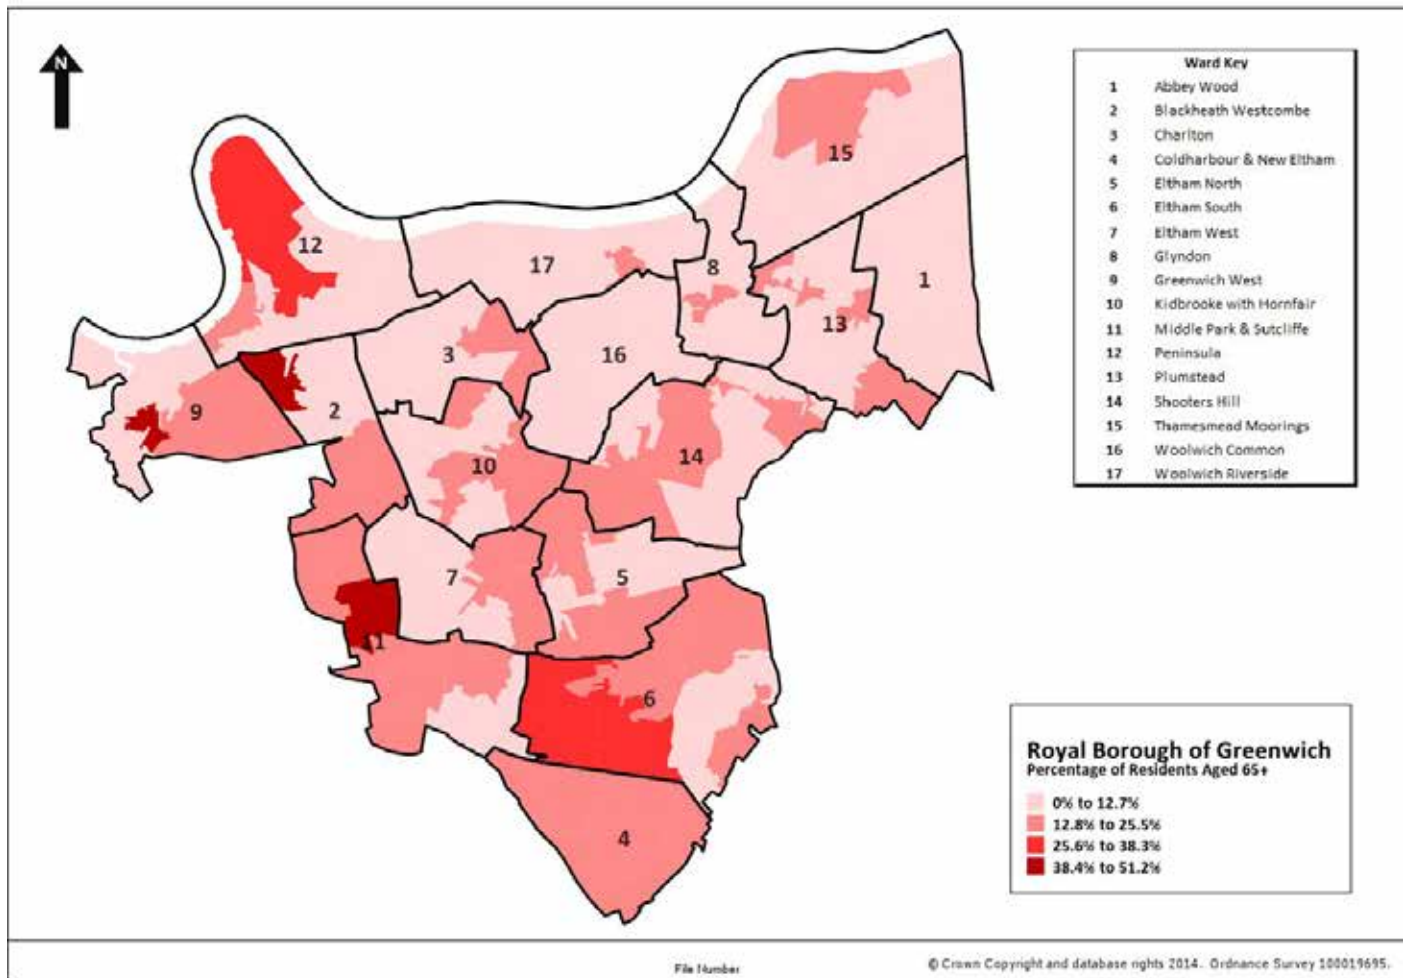 N
Ward Key
1 Abbey Wood
2 Blackheath Westcombe
3 Charlton
4 Coldharbour & New Eltham
5 Eltham North
6 Eltham South
7 Eltham West
8 Glyndon
9 Greenwich West
10 Kidbrooke with Hornfair
11 Middle Park & Sutcliffe
12 Peninsula
13 Plumstead
14 Shooters Hill
15 Thamesmead Moorings
16 Woolwich Common
17 Woolwich Riverside
15
12
17
8
1
13
3
16
9
2
14
10
7
5
11
6
4
Royal Borough of Greenwich
Percentage of Residents Aged 65+
0% to 12.7%
12.8% to 25.5%
25.6% to 38.3%
38.4% to 51.2%
File Number
© Crown Copyright and database rights 2014. Ordnance Survey 100019695.